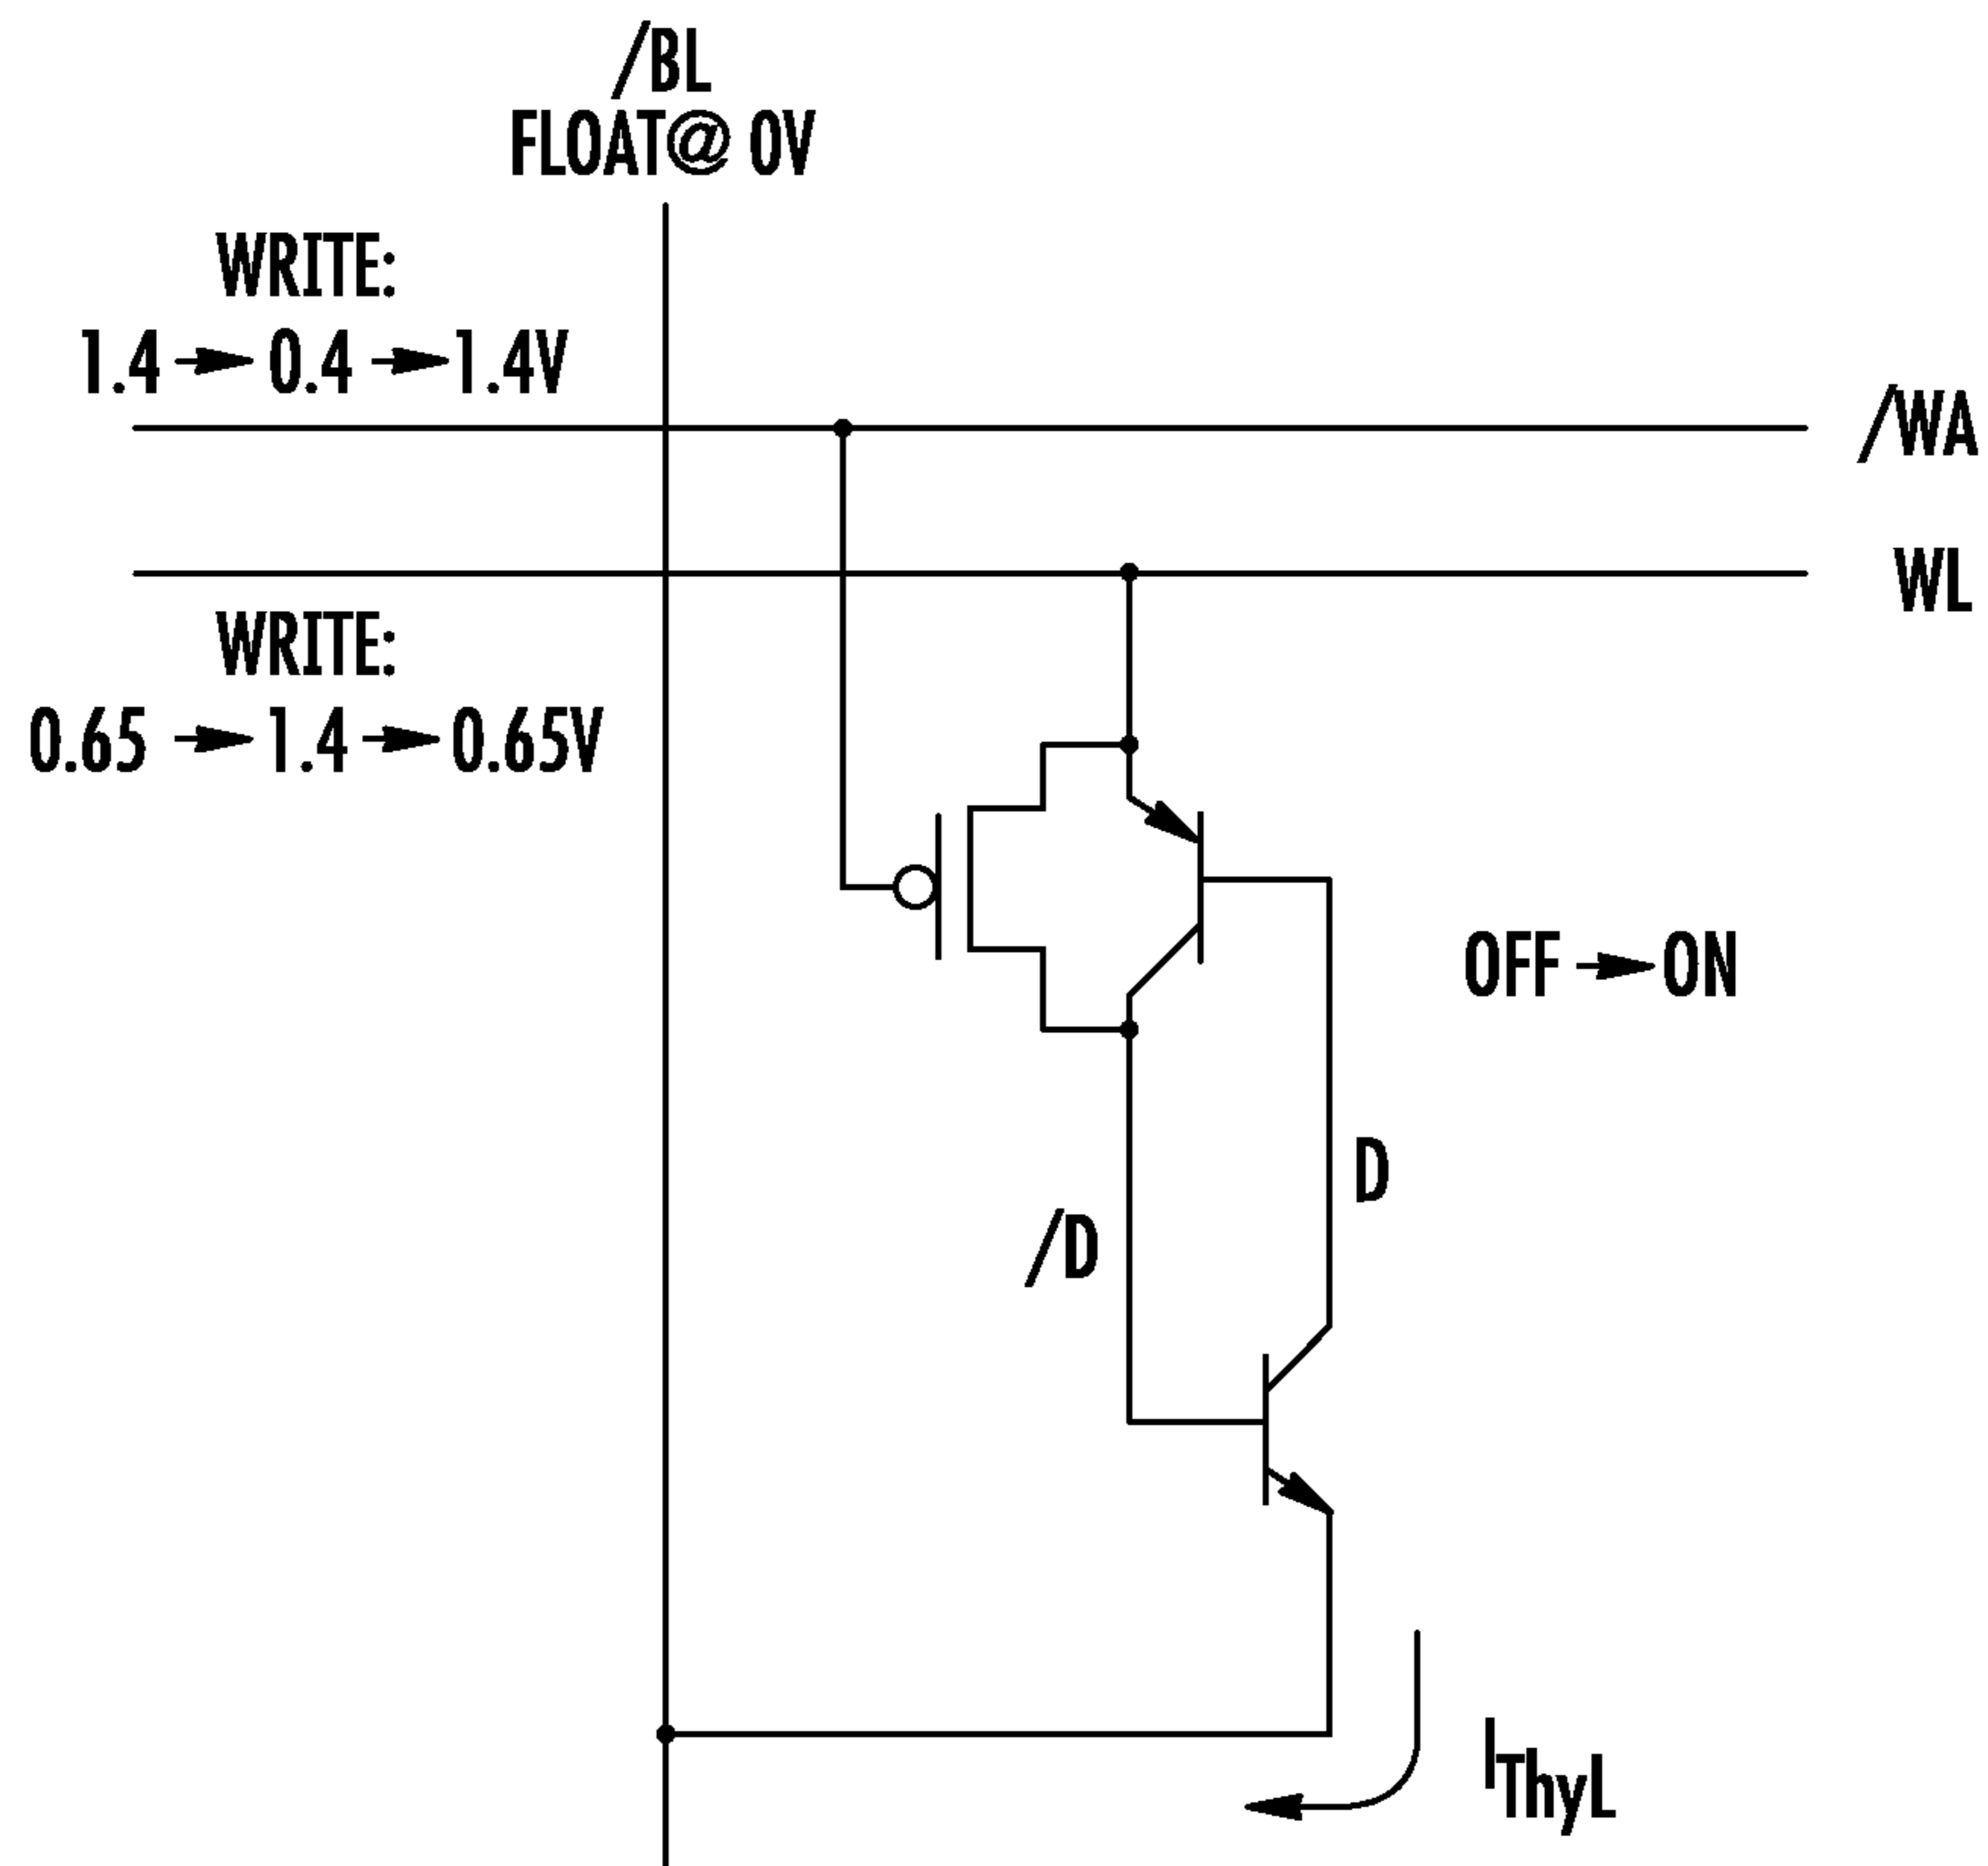 /BL
FLOAT@ 0V
WRITE:
1.4 → 0.4 → 1.4V
/WA
WL
WRITE:
0.65 → 1.4 → 0.65V
OFF → ON
D
/D
IThyL